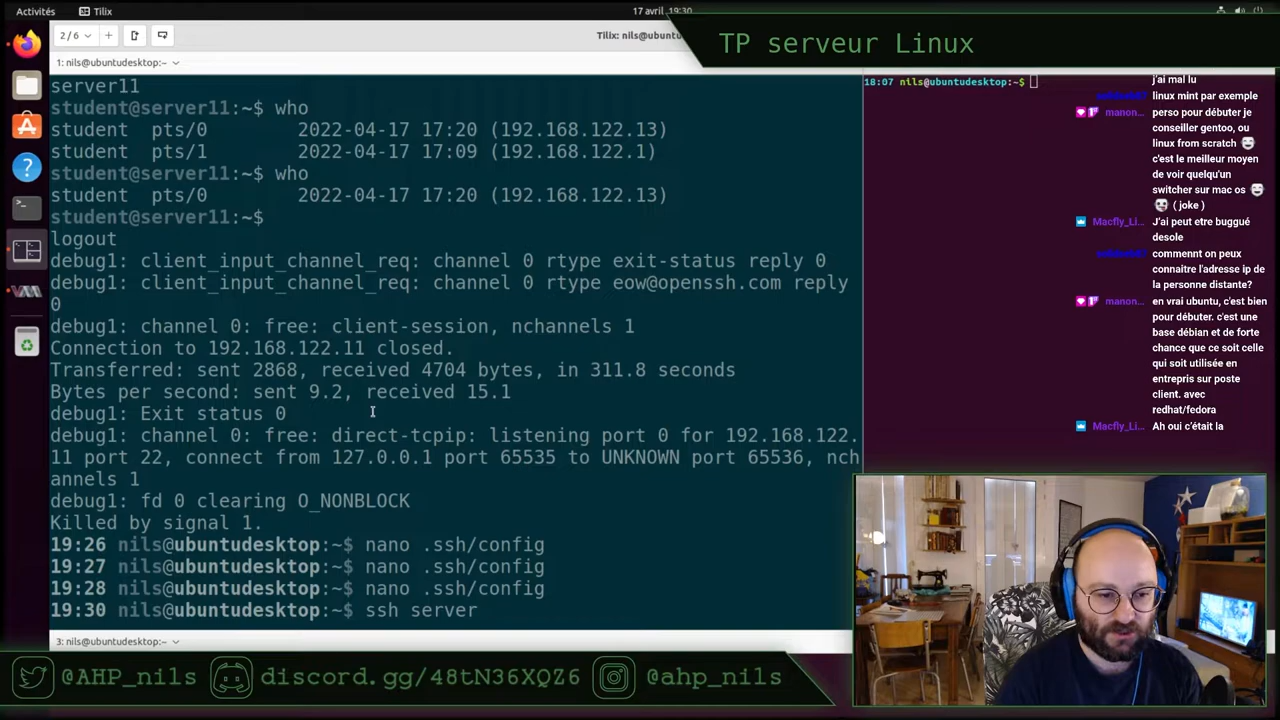 Activités
Tilix
17 avril 19:30
TP serveur Linux
2/6
Tilix: nils@ubuntu
1: nils@ubuntudesktop:~
server11
student@server11:~$ who
student pts/0 2022-04-17 17:20 (192.168.122.13)
student pts/1 2022-04-17 17:09 (192.168.122.1)
student@server11:~$ who
student pts/0 2022-04-17 17:20 (192.168.122.13)
student@server11:~$
logout
debug1: client_input_channel_req: channel 0 rtype exit-status reply 0
debug1: client_input_channel_req: channel 0 rtype eow@openssh.com reply
0
debug1: channel 0: free: client-session, nchannels 1
Connection to 192.168.122.11 closed.
Transferred: sent 2868, received 4704 bytes, in 311.8 seconds
Bytes per second: sent 9.2, received 15.1
debug1: Exit status 0
debug1: channel 0: free: direct-tcpip: listening port 0 for 192.168.122.
11 port 22, connect from 127.0.0.1 port 65535 to UNKNOWN port 65536, nch
annels 1
debug1: fd 0 clearing O_NONBLOCK
Killed by signal 1.
19:26 nils@ubuntudesktop:~$ nano .ssh/config
19:27 nils@ubuntudesktop:~$ nano .ssh/config
19:28 nils@ubuntudesktop:~$ nano .ssh/config
19:30 nils@ubuntudesktop:~$ ssh server
3: nils@ubuntudesktop:~
18:07 nils@ubuntudesktop:~$
j'ai mal lu
linux mint par exemple
manon... perso pour débuter je
conseiller gentoo, ou
linux from scratch
c'est le meilleur moyen
de voir quelqu'un
switcher sur mac os
( joke )
Macfly_Li... J'ai peut etre buggué
desole
commennt on peux
connaitre l'adresse ip de
la personne distante?
manon... en vrai ubuntu, c'est bien
pour débuter. c'est une
base débian et de forte
chance que ce soit celle
qui soit utilisée en
entrepris sur poste
client. avec
redhat/fedora
Macfly_Li... Ah oui c'était la
@AHP_nils
discord.gg/48tN36XQZ6
@ahp_nils